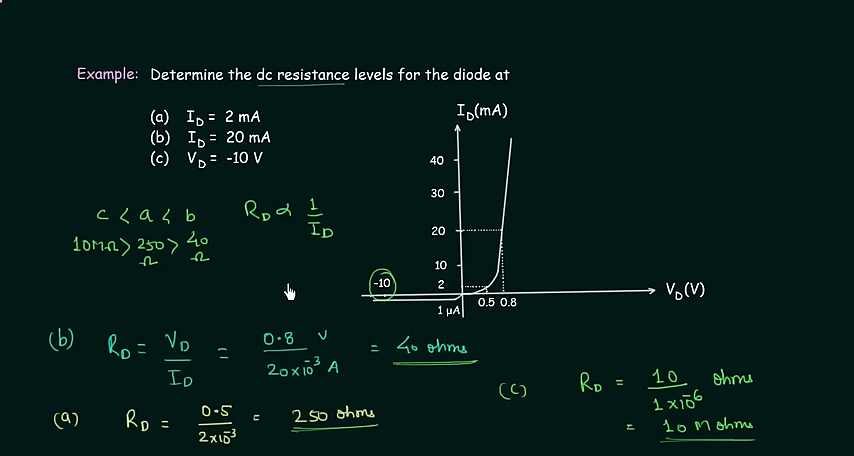 Example: Determine the dc resistance levels for the diode at
(a) I_D = 2 mA
(b) I_D = 20 mA
(c) V_D = -10 V
I_D(mA)
40
30
20
10
2
-10
1 μA
0.5 0.8
V_D(V)
c < a < b
10MΩ > 250 Ω > 40 Ω
R_D ∝ 1/I_D
(b) R_D = V_D/I_D = 0.8 V/20×10^-3 A = 40 ohms
(a) R_D = 0.5/2×10^-3 = 250 ohms
(c) R_D = 10/1×10^-6 ohms
= 10 M ohms